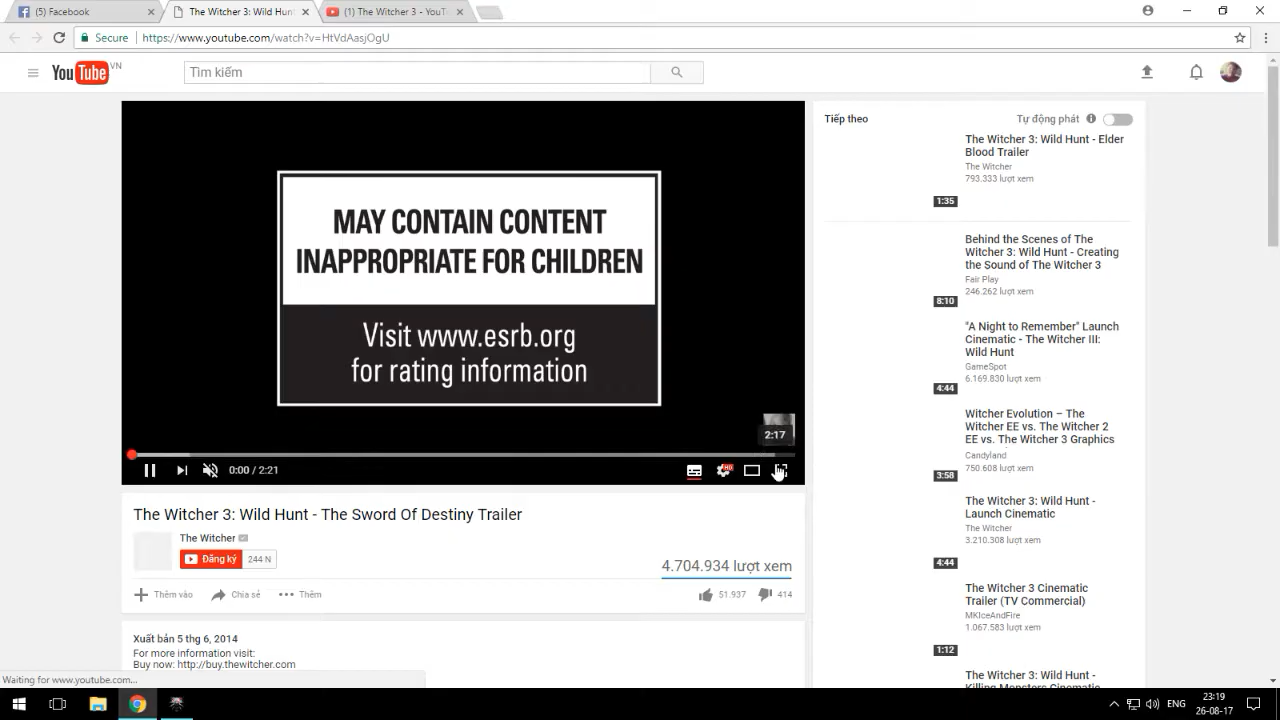 (5) Facebook
The Witcher 3: Wild Hunt
(1) The Witcher 3 - YouT
Secure
https://www.youtube.com/watch?v=HtVdAasjOgU
YouTube VN
Tìm kiếm
MAY CONTAIN CONTENT
INAPPROPRIATE FOR CHILDREN
Visit www.esrb.org
for rating information
2:17
0:00 / 2:21
HD
The Witcher 3: Wild Hunt - The Sword Of Destiny Trailer
The Witcher
Đăng ký 244 N
4.704.934 lượt xem
Thêm vào
Chia sẻ
Thêm
51.937
414
Xuất bản 5 thg 6, 2014
For more information visit:
Buy now: http://buy.thewitcher.com
Waiting for www.youtube.com...
Tiếp theo
Tự động phát
The Witcher 3: Wild Hunt - Elder
Blood Trailer
The Witcher
793.333 lượt xem
1:35
Behind the Scenes of The
Witcher 3: Wild Hunt - Creating
the Sound of The Witcher 3
Fair Play
246.262 lượt xem
8:10
"A Night to Remember" Launch
Cinematic - The Witcher III:
Wild Hunt
GameSpot
6.169.830 lượt xem
4:44
Witcher Evolution – The
Witcher EE vs. The Witcher 2
EE vs. The Witcher 3 Graphics
Candyland
750.608 lượt xem
3:58
The Witcher 3: Wild Hunt -
Launch Cinematic
The Witcher
3.210.308 lượt xem
4:44
The Witcher 3 Cinematic
Trailer (TV Commercial)
MKIceAndFire
1.067.583 lượt xem
1:12
The Witcher 3: Wild Hunt -
Killing Monsters Cinematic
ENG
23:19
26-08-17